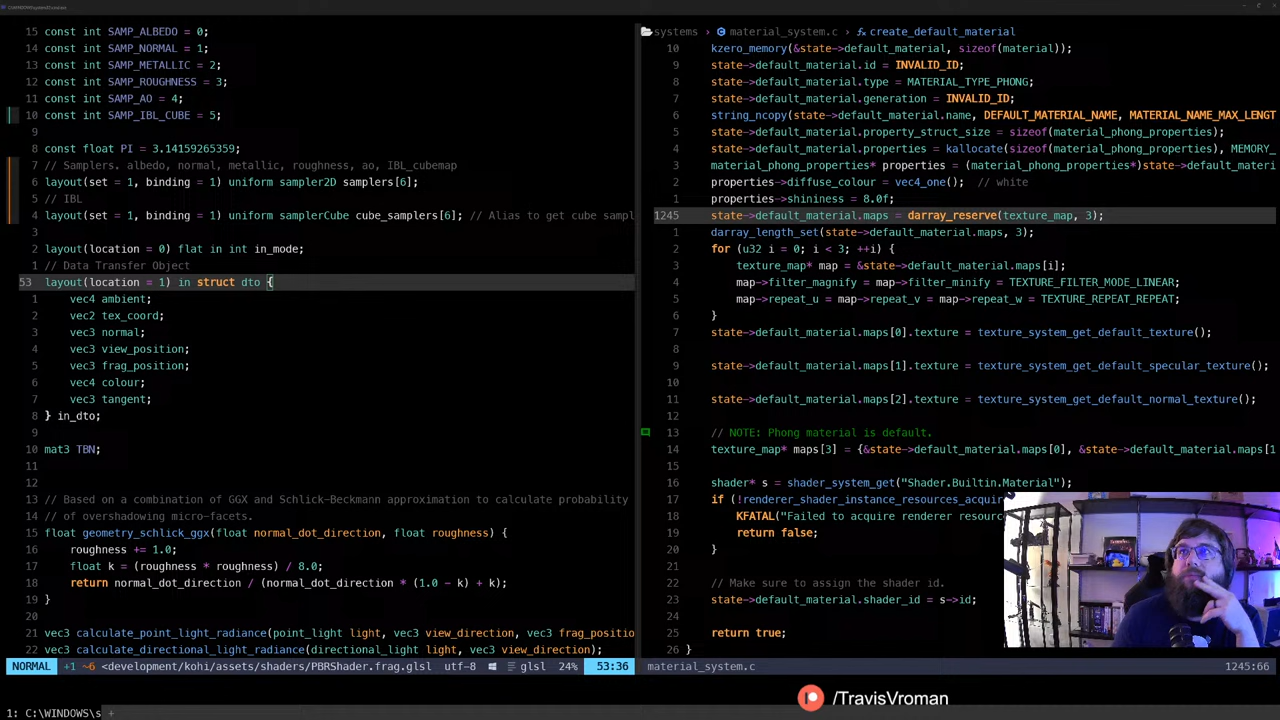 15 const int SAMP_ALBEDO = 0;
14 const int SAMP_NORMAL = 1;
13 const int SAMP_METALLIC = 2;
12 const int SAMP_ROUGHNESS = 3;
11 const int SAMP_AO = 4;
10 const int SAMP_IBL_CUBE = 5;
9
8 const float PI = 3.14159265359;
7 // Samplers. albedo, normal, metallic, roughness, ao, IBL_cubemap
6 layout(set = 1, binding = 1) uniform sampler2D samplers[6];
5 // IBL
4 layout(set = 1, binding = 1) uniform samplerCube cube_samplers[6]; // Alias to get cube sampl
3
2 layout(location = 0) flat in int in_mode;
1 // Data Transfer Object
53 layout(location = 1) in struct dto {
1 vec4 ambient;
2 vec2 tex_coord;
3 vec3 normal;
4 vec3 view_position;
5 vec3 frag_position;
6 vec4 colour;
7 vec3 tangent;
8 } in_dto;
9
10 mat3 TBN;
11
12
13 // Based on a combination of GGX and Schlick-Beckmann approximation to calculate probability
14 // of overshadowing micro-facets.
15 float geometry_schlick_ggx(float normal_dot_direction, float roughness) {
16 roughness += 1.0;
17 float k = (roughness * roughness) / 8.0;
18 return normal_dot_direction / (normal_dot_direction * (1.0 - k) + k);
19 }
20
21 vec3 calculate_point_light_radiance(point_light light, vec3 view_direction, vec3 frag_positio
22 vec3 calculate_directional_light_radiance(directional_light light, vec3 view_direction);
NORMAL +1 ~6 <development/kohi/assets/shaders/PBRShader.frag.glsl utf-8 glsl 24% 53:36
systems > material_system.c > create_default_material
10 kzero_memory(&state->default_material, sizeof(material));
9 state->default_material.id = INVALID_ID;
8 state->default_material.type = MATERIAL_TYPE_PHONG;
7 state->default_material.generation = INVALID_ID;
6 string_ncopy(state->default_material.name, DEFAULT_MATERIAL_NAME, MATERIAL_NAME_MAX_LENGT
5 state->default_material.property_struct_size = sizeof(material_phong_properties);
4 state->default_material.properties = kallocate(sizeof(material_phong_properties), MEMORY_
3 material_phong_properties* properties = (material_phong_properties*)state->default_materi
2 properties->diffuse_colour = vec4_one(); // white
1 properties->shininess = 8.0f;
1245 state->default_material.maps = darray_reserve(texture_map, 3);
1 darray_length_set(state->default_material.maps, 3);
2 for (u32 i = 0; i < 3; ++i) {
3 texture_map* map = &state->default_material.maps[i];
4 map->filter_magnify = map->filter_minify = TEXTURE_FILTER_MODE_LINEAR;
5 map->repeat_u = map->repeat_v = map->repeat_w = TEXTURE_REPEAT_REPEAT;
6 }
7 state->default_material.maps[0].texture = texture_system_get_default_texture();
8
9 state->default_material.maps[1].texture = texture_system_get_default_specular_texture();
10
11 state->default_material.maps[2].texture = texture_system_get_default_normal_texture();
12
13 // NOTE: Phong material is default.
14 texture_map* maps[3] = {&state->default_material.maps[0], &state->default_material.maps[1
15
16 shader* s = shader_system_get("Shader.Builtin.Material");
17 if (!renderer_shader_instance_resources_acqui
18 KFATAL("Failed to acquire renderer resourc
19 return false;
20 }
21
22 // Make sure to assign the shader id.
23 state->default_material.shader_id = s->id;
24
25 return true;
26 }
material_system.c 1245:66
/TravisVroman
1: C:\WINDOWS\s +